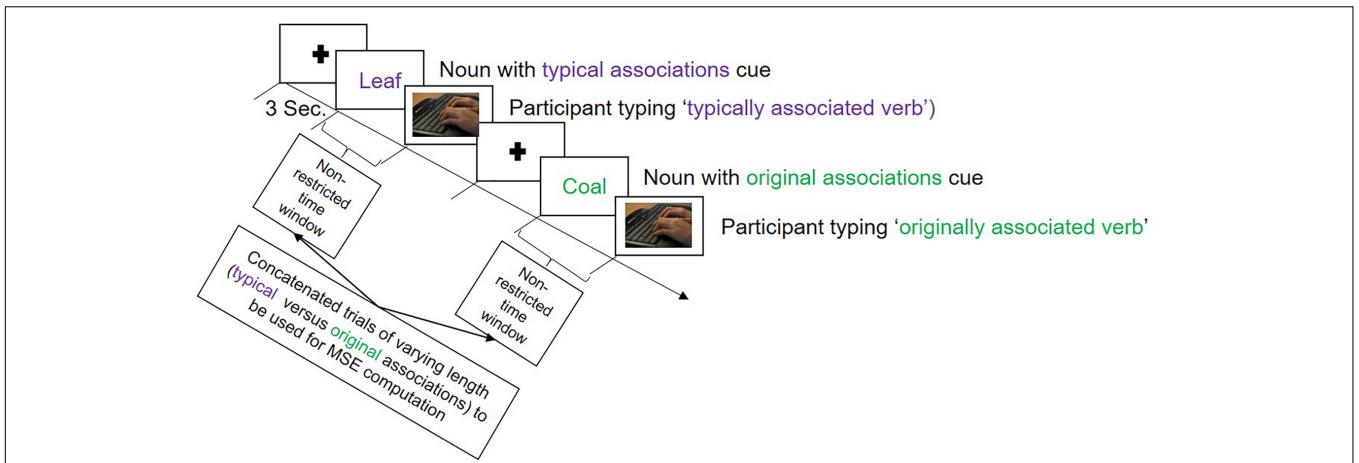 Leaf
Noun with typical associations cue
3 Sec.
Participant typing ‘typically associated verb’)
Non-
restricted
time
window
Coal
Noun with original associations cue
Participant typing ‘originally associated verb’
Non-
restricted
time
window
Concatenated trials of varying length
(typical versus original associations) to
be used for MSE computation